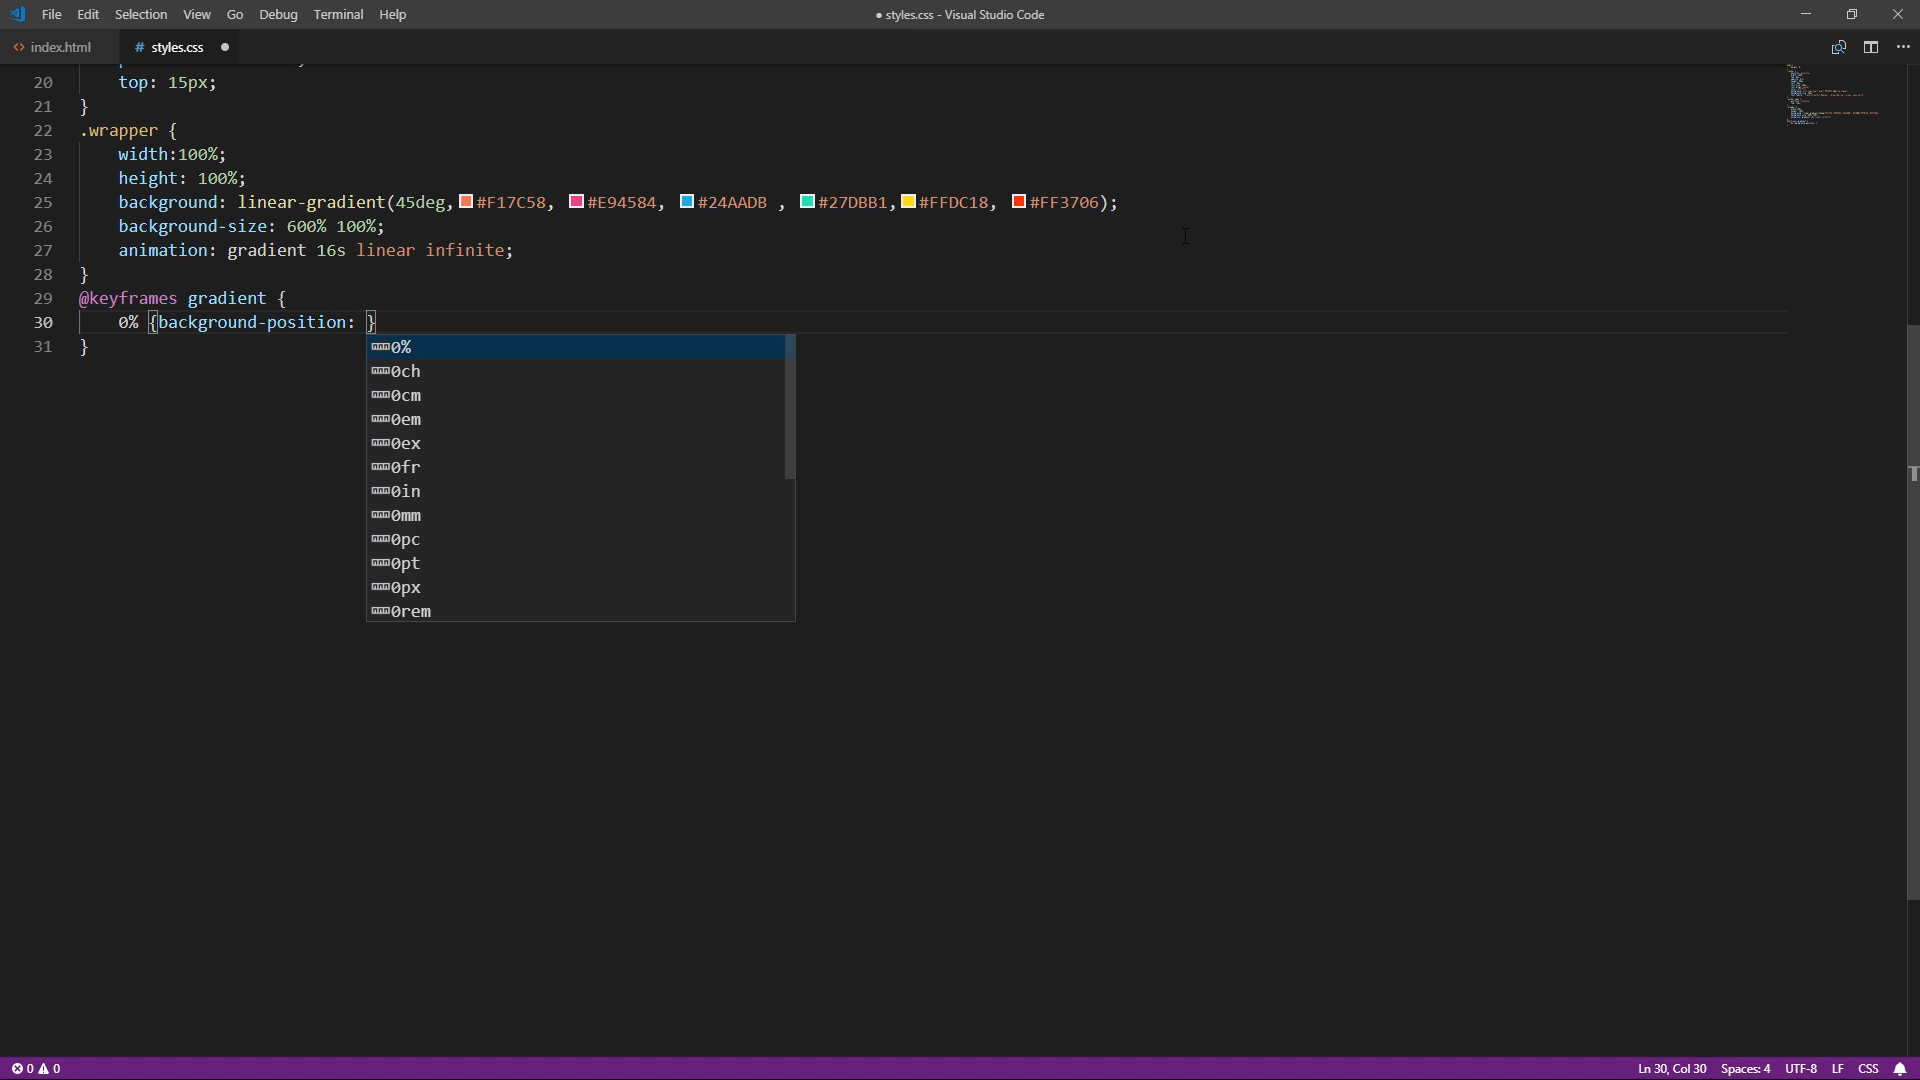 File Edit Selection View Go Debug Terminal Help
● styles.css - Visual Studio Code
<> index.html
# styles.css ●
20 top: 15px;
21 }
22 .wrapper {
23 width:100%;
24 height: 100%;
25 background: linear-gradient(45deg, #F17C58, #E94584, #24AADB , #27DBB1, #FFDC18, #FF3706);
26 background-size: 600% 100%;
27 animation: gradient 16s linear infinite;
28 }
29 @keyframes gradient {
30 0% {background-position: }
31 }
0%
0ch
0cm
0em
0ex
0fr
0in
0mm
0pc
0pt
0px
0rem
0 0
Ln 30, Col 30 Spaces: 4 UTF-8 LF CSS